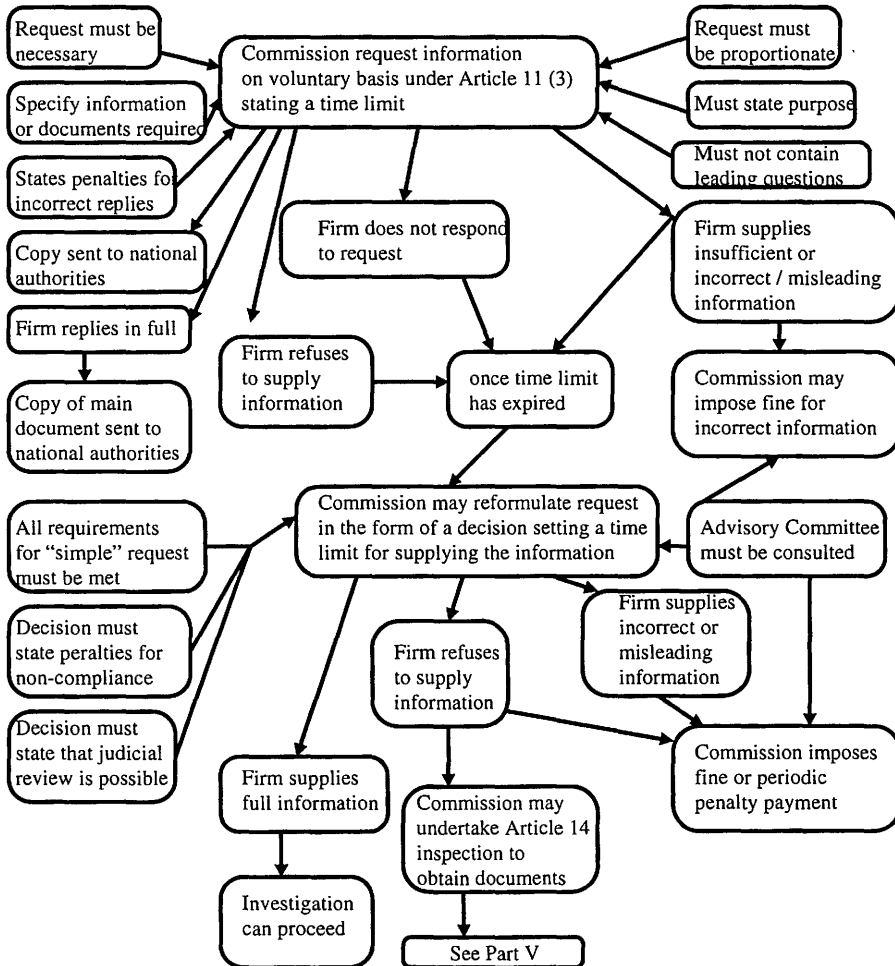 Request must be
necessary
Commission request information
on voluntary basis under Article 11 (3)
stating a time limit
Request must
be proportionate
Specify information
or documents required
Must state purpose
States penalties for
incorrect replies
Must not contain
leading questions
Copy sent to national
authorities
Firm does not respond
to request
Firm supplies
insufficient or
incorrect / misleading
information
Firm replies in full
Firm refuses
to supply
information
once time limit
has expired
Commission may
impose fine for
incorrect information
Copy of main
document sent to
national authorities
All requirements
for “simple” request
must be met
Commission may reformulate request
in the form of a decision setting a time
limit for supplying the information
Advisory Committee
must be consulted
Decision must
state peralties for
non-compliance
Firm refuses
to supply
information
Firm supplies
incorrect or
misleading
information
Decision must
state that judicial
review is possible
Firm supplies
full information
Commission may
undertake Article 14
inspection to
obtain documents
Commission imposes
fine or periodic
penalty payment
Investigation
can proceed
See Part V